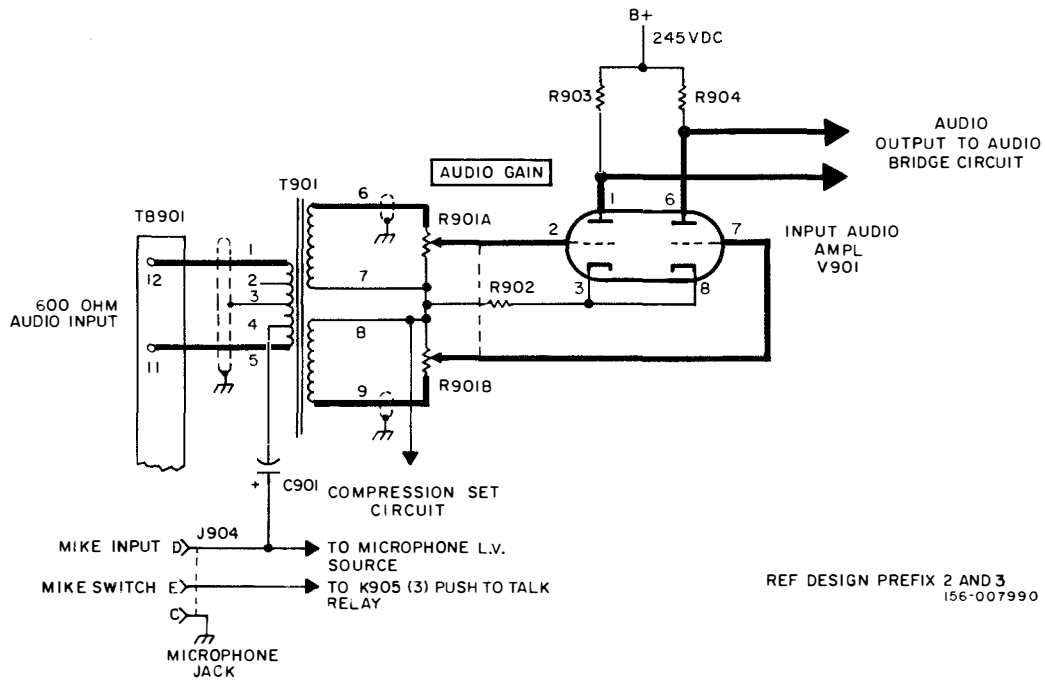 B+
245VDC
R903
R904
AUDIO
OUTPUT TO AUDIO
BRIDGE CIRCUIT
AUDIO GAIN
T901
6
R901A
1
6
TB901
2
7
INPUT AUDIO
AMPL
V901
12
1
2
3
4
5
7
3
8
R902
600 OHM
AUDIO INPUT
8
11
R901B
9
+
C901
COMPRESSION SET
CIRCUIT
J904
MIKE INPUT D
TO MICROPHONE L.V.
SOURCE
MIKE SWITCH E
TO K905 (3) PUSH TO TALK
RELAY
C
MICROPHONE
JACK
REF DESIGN PREFIX 2 AND 3
156-007990